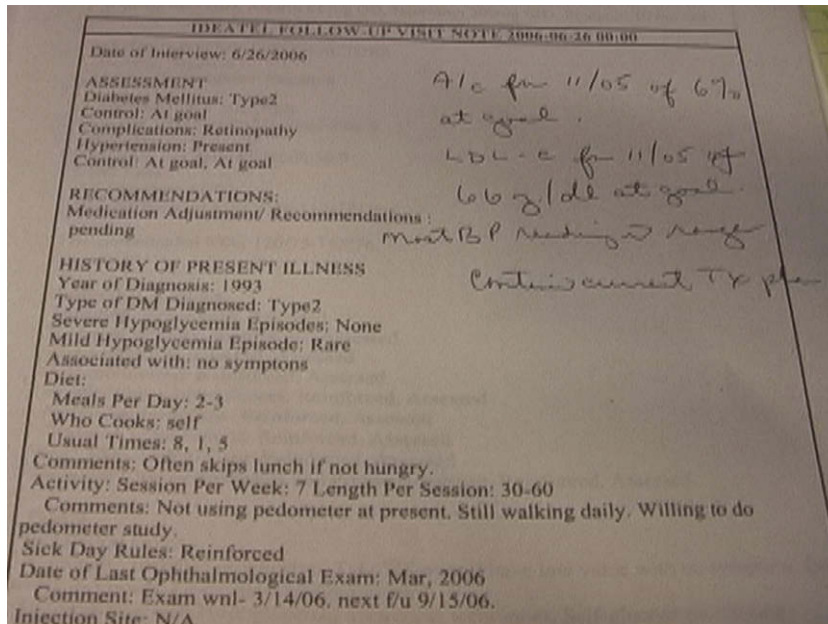 IDEATEL FOLLOW-UP VISIT NOTE 2006-06-26 00:00
Date of Interview: 6/26/2006
ASSESSMENT
Diabetes Mellitus: Type2
Control: At goal
Complications: Retinopathy
Hypertension: Present
Control: At goal, At goal
A1c fm 11/05 of 6%
at goal.
LDL-c fm 11/05 of
66 /dl at goal.
Most BP reading range
current Tx plan
RECOMMENDATIONS:
Medication Adjustment/ Recommendations :
pending
HISTORY OF PRESENT ILLNESS
Year of Diagnosis: 1993
Type of DM Diagnosed: Type2
Severe Hypoglycemia Episodes: None
Mild Hypoglycemia Episode: Rare
Associated with: no symptons
Diet:
Meals Per Day: 2-3
Who Cooks: self
Usual Times: 8, 1, 5
Comments: Often skips lunch if not hungry.
Activity: Session Per Week: 7 Length Per Session: 30-60
Comments: Not using pedometer at present. Still walking daily. Willing to do
pedometer study.
Sick Day Rules: Reinforced
Date of Last Ophthalmological Exam: Mar, 2006
Comment: Exam wnl- 3/14/06. next f/u 9/15/06.
Injection Site: N/A